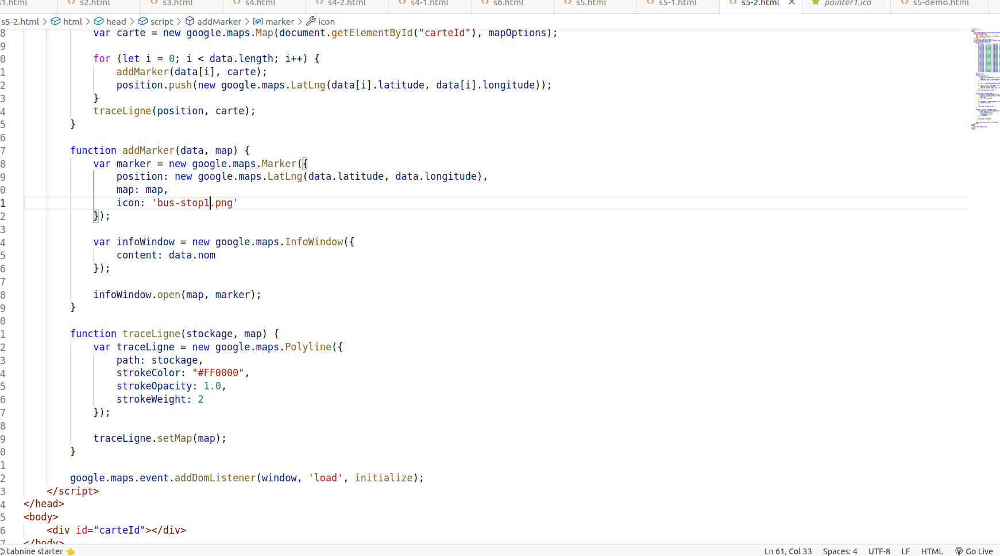 s1.html s2.html s3.html s4.html s4-2.html s4-1.html s6.html s5.html s5-1.html s5-2.html pointer1.ico s5-demo.html
s5-2.html > html > head > script > addMarker > marker > icon
8 var carte = new google.maps.Map(document.getElementById("carteId"), mapOptions);
9
0 for (let i = 0; i < data.length; i++) {
1 addMarker(data[i], carte);
2 position.push(new google.maps.LatLng(data[i].latitude, data[i].longitude));
3 }
4 traceLigne(position, carte);
5 }
6
7 function addMarker(data, map) {
8 var marker = new google.maps.Marker({
9 position: new google.maps.LatLng(data.latitude, data.longitude),
0 map: map,
1 icon: 'bus-stop1.png'
2 });
3
4 var infoWindow = new google.maps.InfoWindow({
5 content: data.nom
6 });
7
8 infoWindow.open(map, marker);
9 }
0
1 function traceLigne(stockage, map) {
2 var traceLigne = new google.maps.Polyline({
3 path: stockage,
4 strokeColor: "#FF0000",
5 strokeOpacity: 1.0,
6 strokeWeight: 2
7 });
8
9 traceLigne.setMap(map);
0 }
1
2 google.maps.event.addDomListener(window, 'load', initialize);
3 </script>
4 </head>
5 <body>
6 <div id="carteId"></div>
7 </body>
tabnine starter Ln 61, Col 33 Spaces: 4 UTF-8 LF HTML Go Live